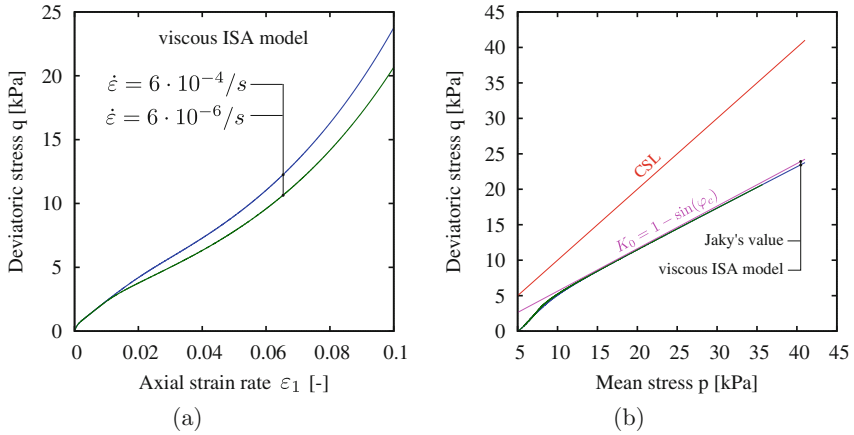 25
20
15
10
5
0
Deviatoric stress q [kPa]
viscous ISA model
ε̇ = 6 · 10⁻⁴/s
ε̇ = 6 · 10⁻⁶/s
0 0.02 0.04 0.06 0.08 0.1
Axial strain rate ε₁ [-]
(a)
45
40
35
30
25
20
15
10
5
0
Deviatoric stress q [kPa]
CSL
K₀ = 1 − sin(φ_c)
Jaky's value
viscous ISA model
5 10 15 20 25 30 35 40 45
Mean stress p [kPa]
(b)